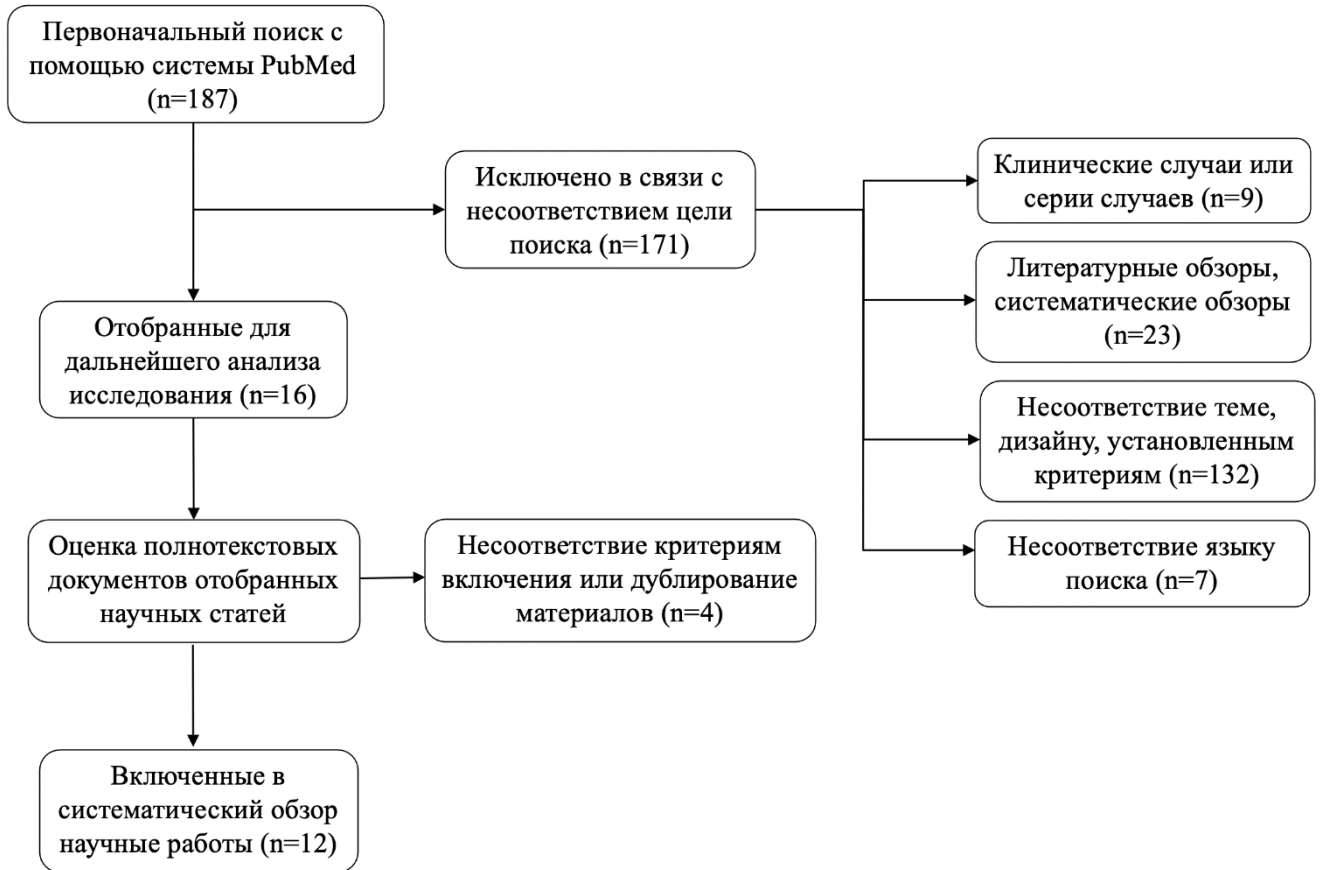 Первоначальный поиск с
помощью системы PubMed
(n=187)
Исключено в связи с
несоответствием цели
поиска (n=171)
Клинические случаи или
серии случаев (n=9)
Литературные обзоры,
систематические обзоры
(n=23)
Несоответствие теме,
дизайну, установленным
критериям (n=132)
Несоответствие языку
поиска (n=7)
Отобранные для
дальнейшего анализа
исследования (n=16)
Оценка полнотекстовых
документов отобранных
научных статей
Несоответствие критериям
включения или дублирование
материалов (n=4)
Включенные в
систематический обзор
научные работы (n=12)